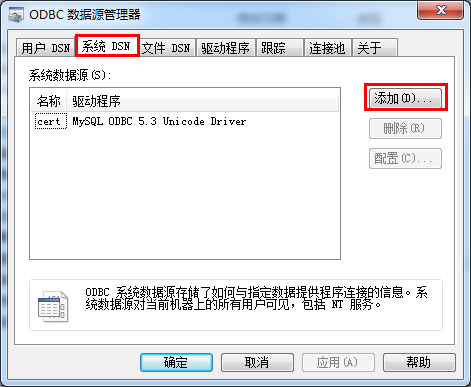 ODBC 数据源管理器
用户 DSN 系统 DSN 文件 DSN 驱动程序 跟踪 连接池 关于
系统数据源(S):
名称 驱动程序
cert MySQL ODBC 5.3 Unicode Driver
添加(D)...
删除(R)
配置(C)...
ODBC 系统数据源存储了如何与指定数据提供程序连接的信息。系
统数据源对当前机器上的所有用户可见，包括 NT 服务。
确定 取消 应用(A) 帮助